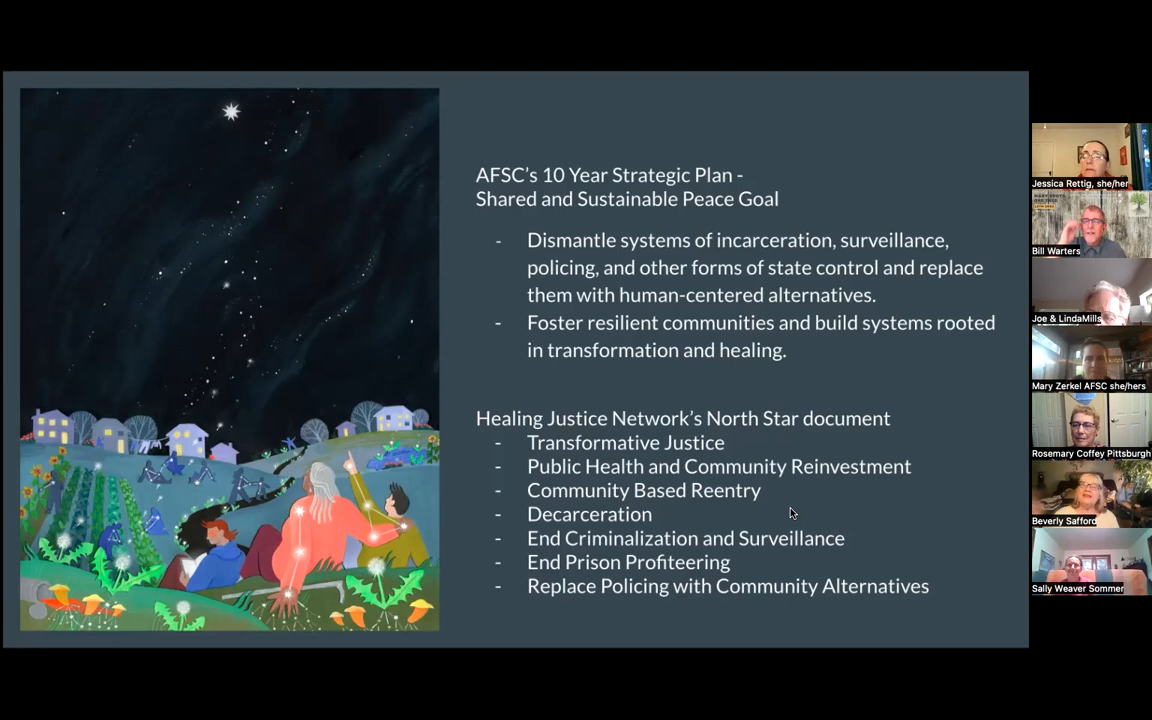 AFSC's 10 Year Strategic Plan -
Shared and Sustainable Peace Goal
- Dismantle systems of incarceration, surveillance,
policing, and other forms of state control and replace
them with human-centered alternatives.
- Foster resilient communities and build systems rooted
in transformation and healing.
Healing Justice Network's North Star document
- Transformative Justice
- Public Health and Community Reinvestment
- Community Based Reentry
- Decarceration
- End Criminalization and Surveillance
- End Prison Profiteering
- Replace Policing with Community Alternatives
Jessica Rettig, she/her
Bill Warters
Joe & LindaMills
Mary Zerkel AFSC she/hers
Rosemary Coffey Pittsburgh
Beverly Safford
Sally Weaver Sommer